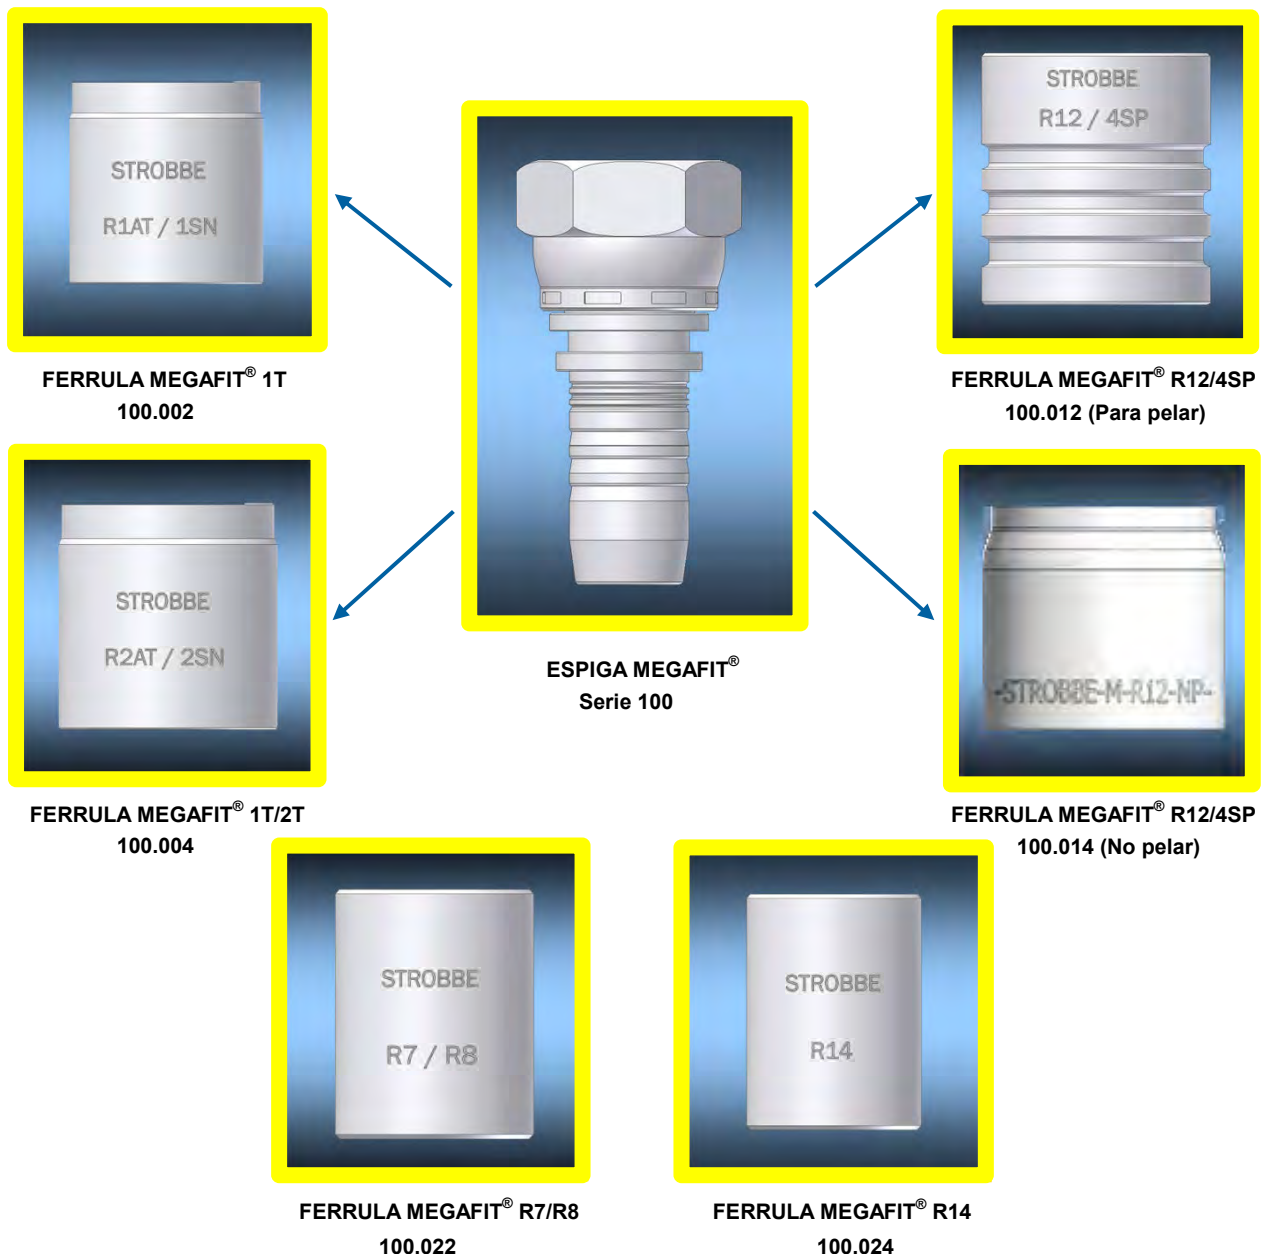 STROBBE
R1AT / 1SN
FERRULA MEGAFIT® 1T
100.002
STROBBE
R12 / 4SP
FERRULA MEGAFIT® R12/4SP
100.012 (Para pelar)
STROBBE
R2AT / 2SN
FERRULA MEGAFIT® 1T/2T
100.004
ESPIGA MEGAFIT®
Serie 100
-STROBBE-M-R12-NP-
FERRULA MEGAFIT® R12/4SP
100.014 (No pelar)
STROBBE
R7 / R8
FERRULA MEGAFIT® R7/R8
100.022
STROBBE
R14
FERRULA MEGAFIT® R14
100.024